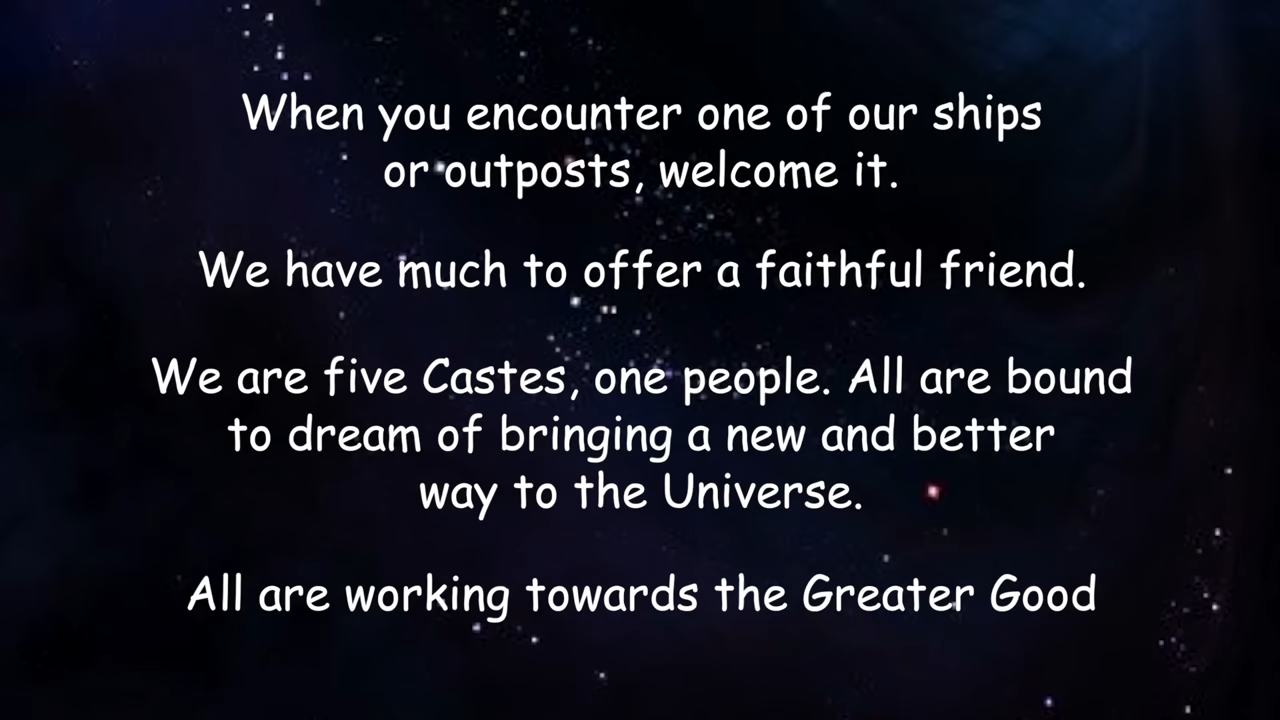 When you encounter one of our ships
or outposts, welcome it.
We have much to offer a faithful friend.
We are five Castes, one people. All are bound
to dream of bringing a new and better
way to the Universe.
All are working towards the Greater Good